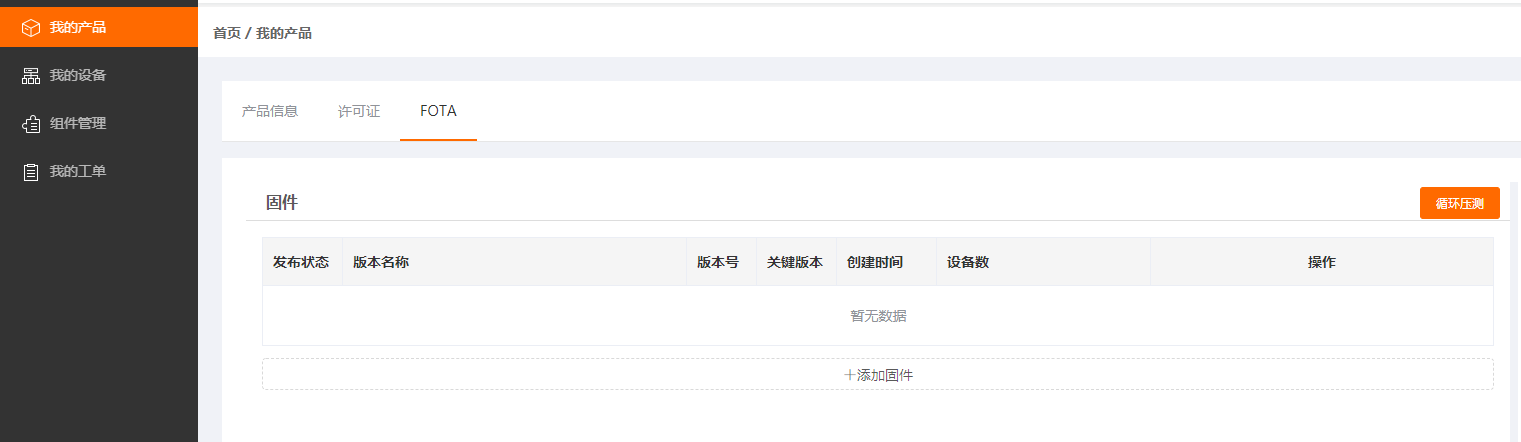 我的产品
我的设备
组件管理
我的工单
首页 / 我的产品
产品信息 许可证 FOTA
固件 循环压测
发布状态 版本名称 版本号 关键版本 创建时间 设备数 操作
暂无数据
+添加固件